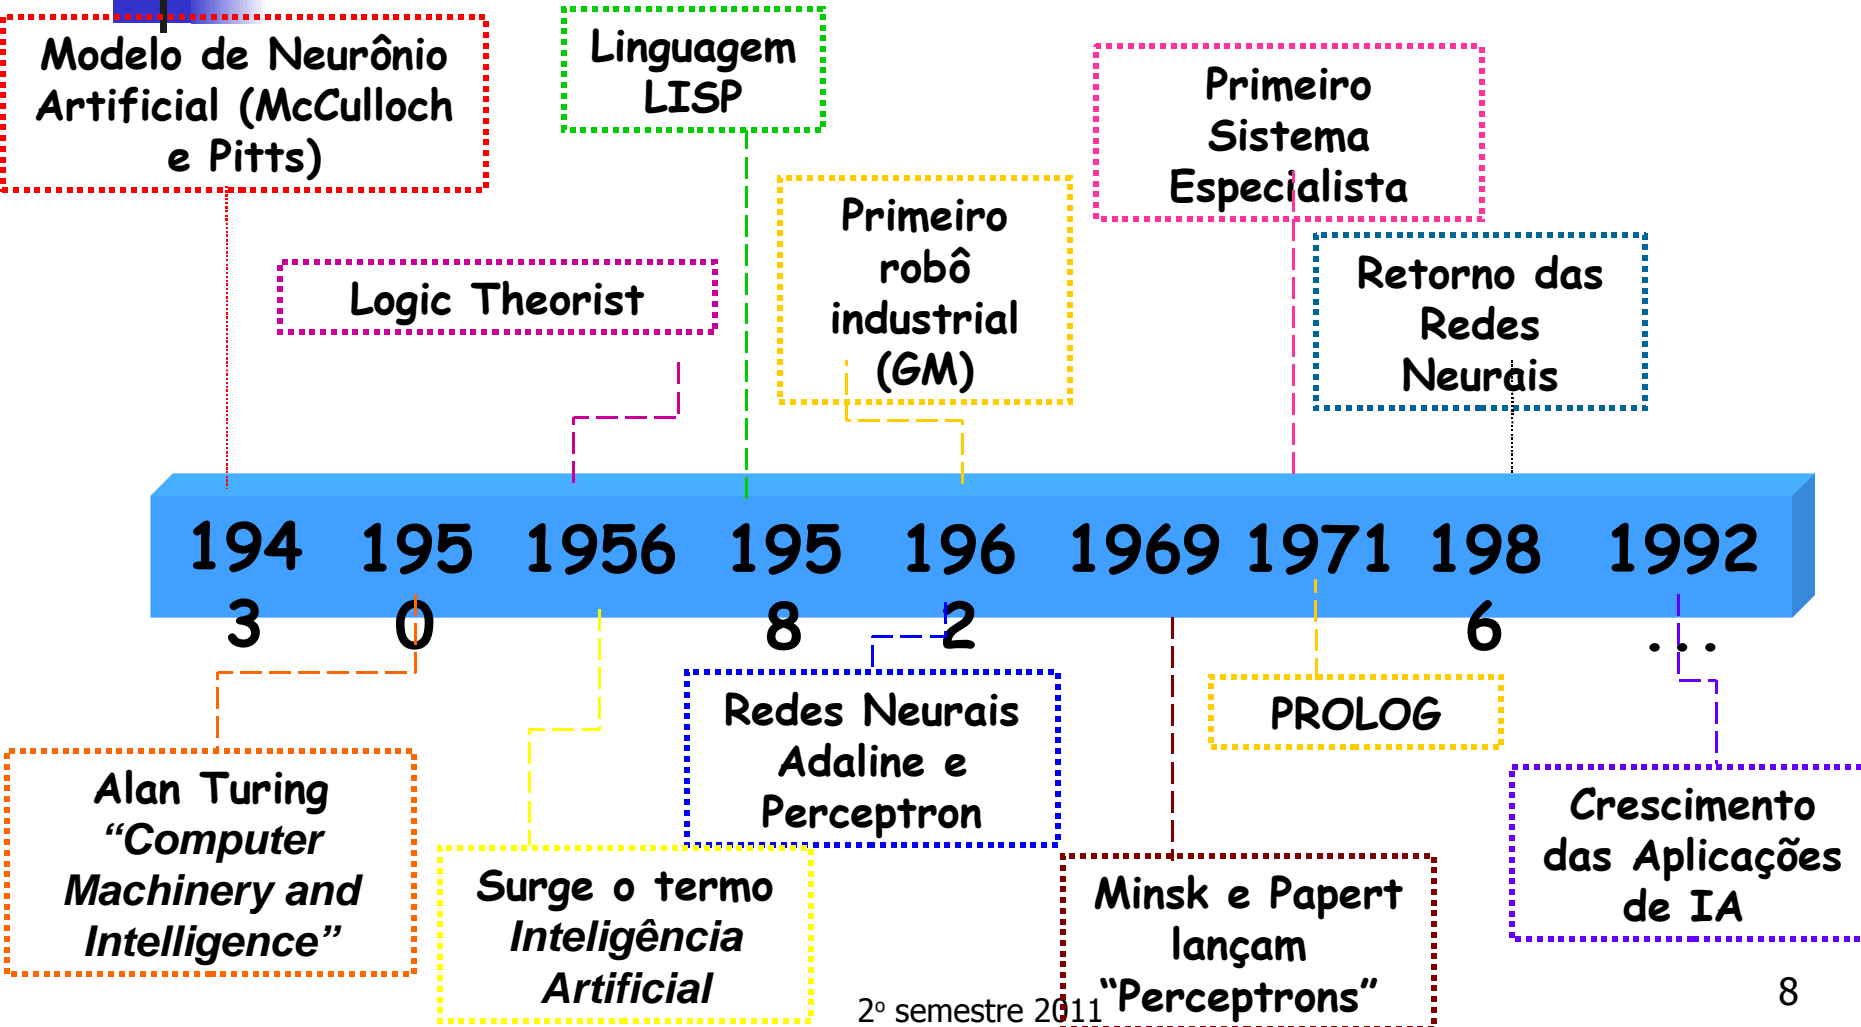 Modelo de Neurônio
Artificial (McCulloch
e Pitts)
Linguagem
LISP
Primeiro
Sistema
Especialista
Primeiro
robô
industrial
(GM)
Logic Theorist
Retorno das
Redes
Neurais
194
3
195
0
1956
195
8
196
2
1969
1971
198
6
1992
...
Alan Turing
“Computer
Machinery and
Intelligence”
Surge o termo
Inteligência
Artificial
Redes Neurais
Adaline e
Perceptron
Minsk e Papert
lançam
“Perceptrons”
PROLOG
Crescimento
das Aplicações
de IA
2º semestre 2011
8